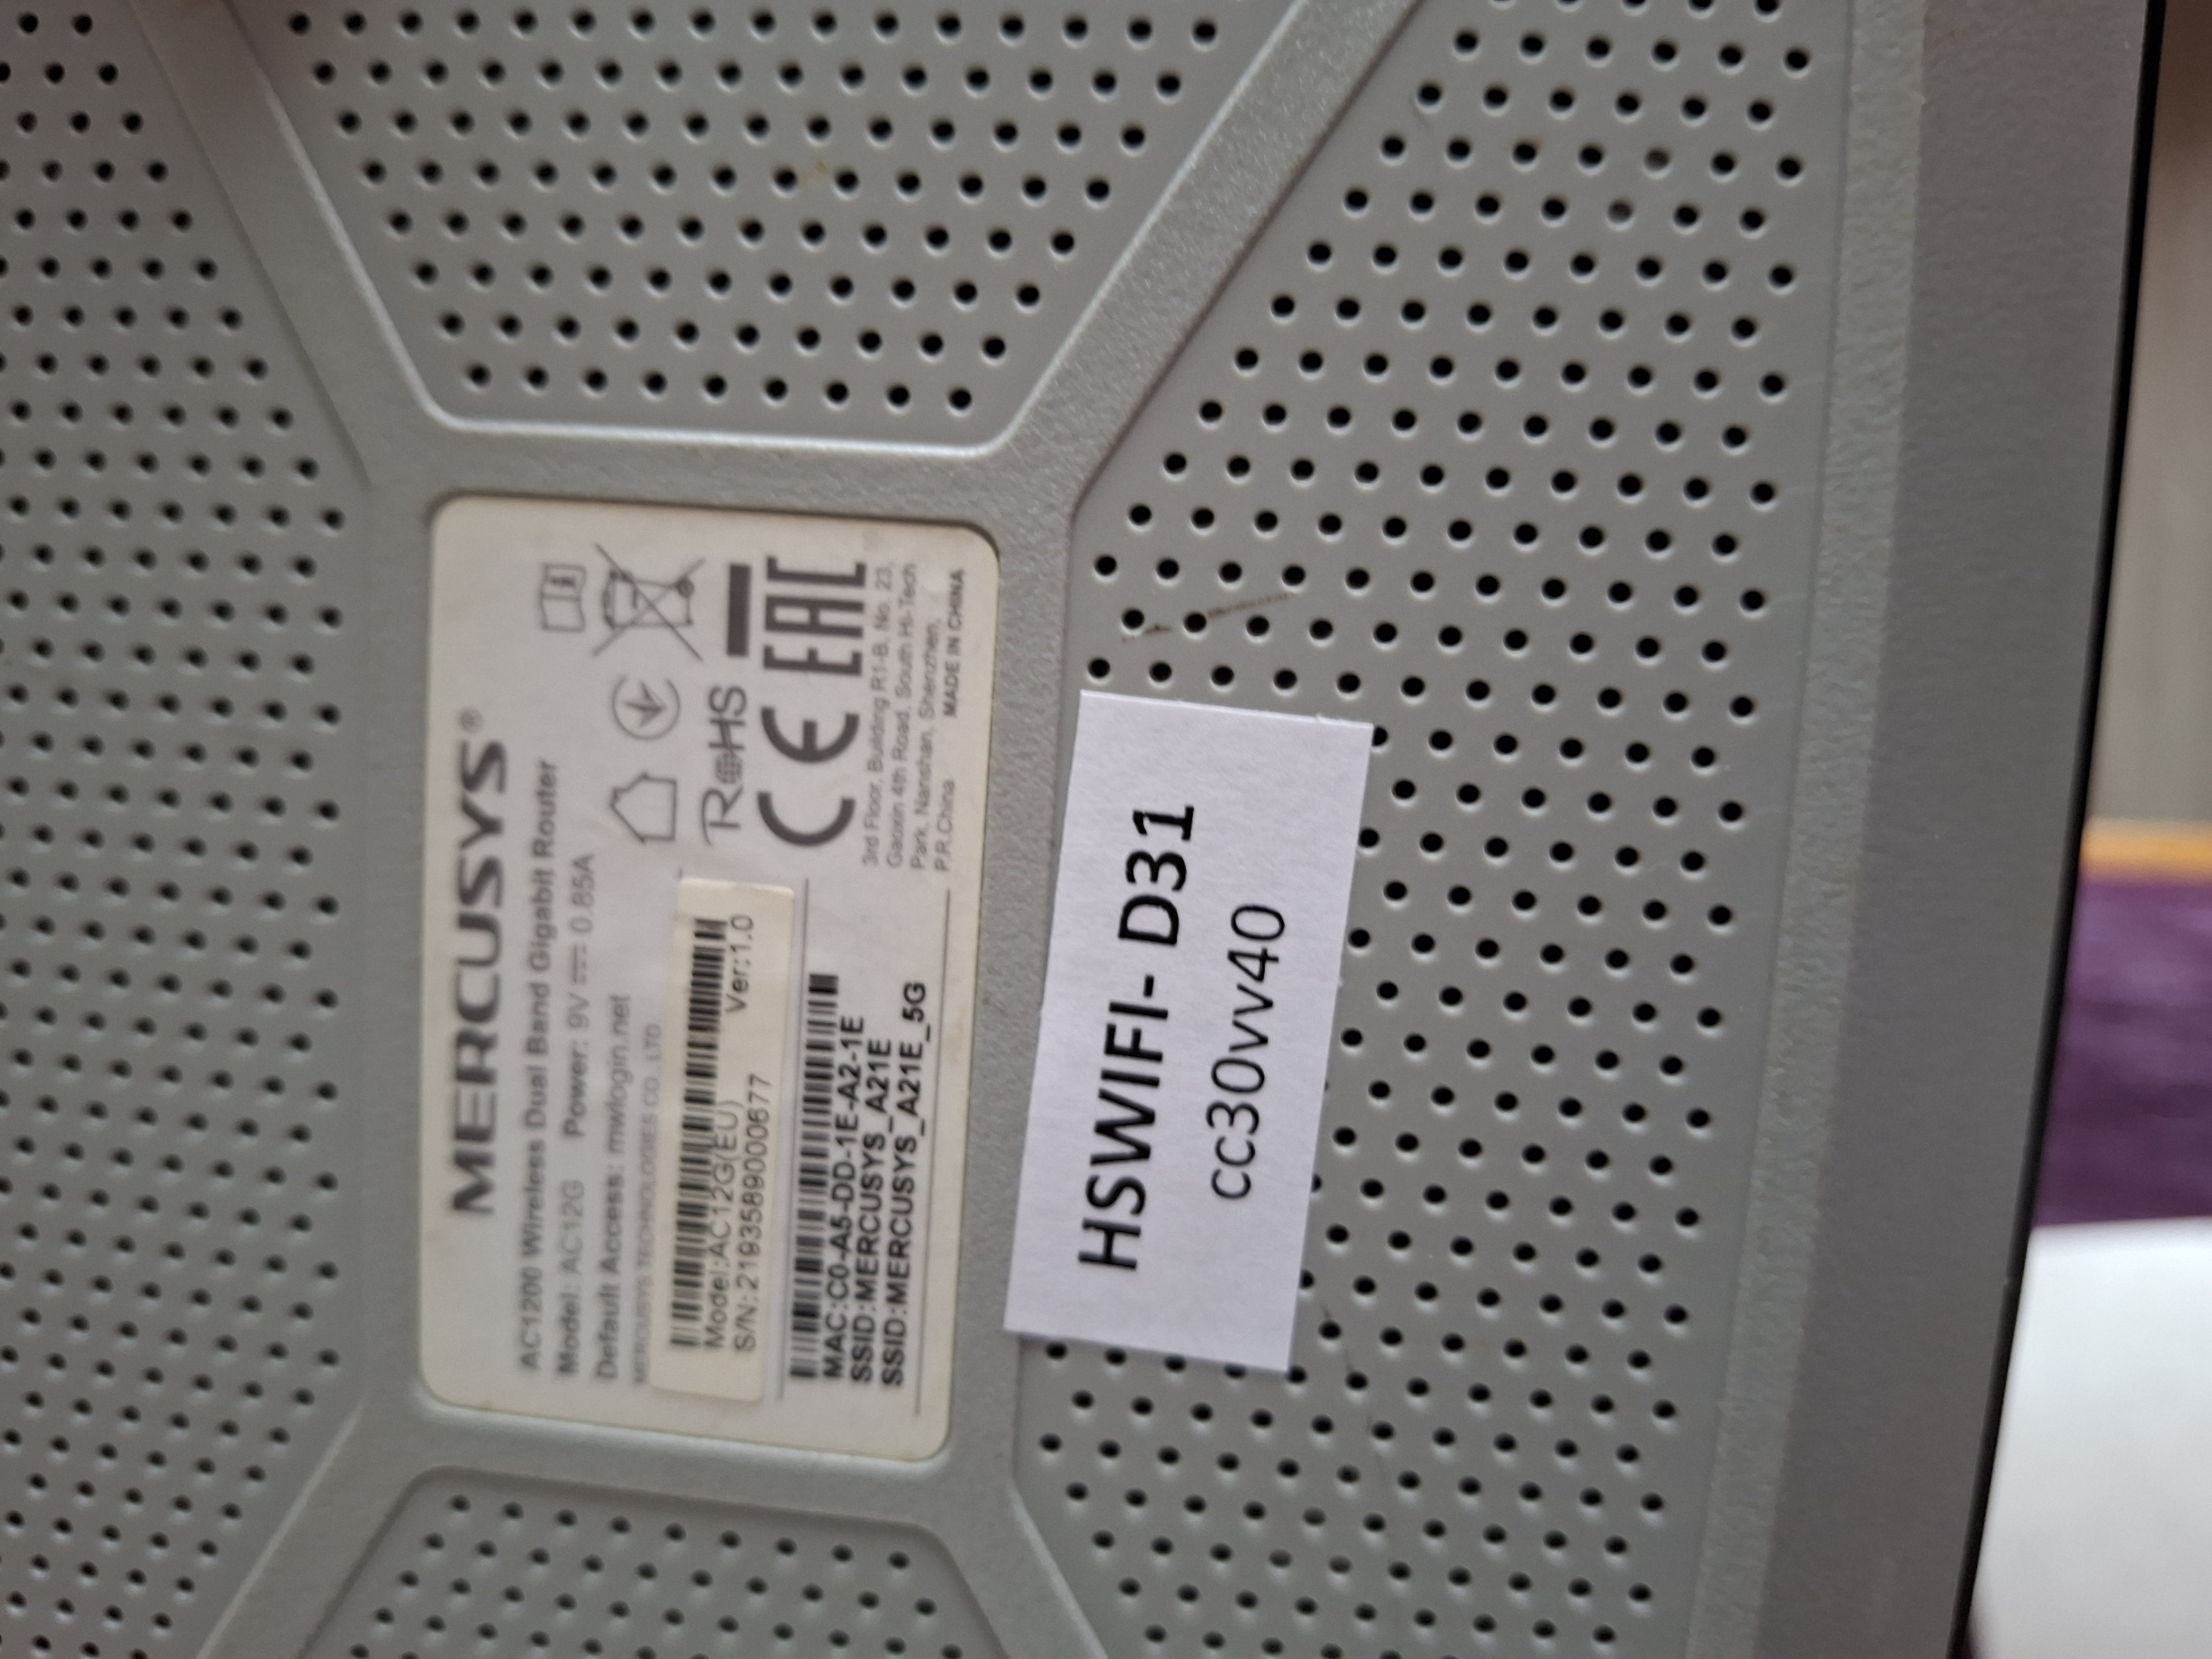 MERCUSYS®
AC1200 Wireless Dual Band Gigabit Router
Model: AC12G Power: 9V 0.85A
Default Access: mwlogin.net
MERCUSYS TECHNOLOGIES CO., LTD.
Model:AC12G(EU) Ver:1.0
S/N:2193589000677
MAC:C0-A5-DD-1E-A2-1E
SSID:MERCUSYS_A21E
SSID:MERCUSYS_A21E_5G
RoHS
CE EAC
3rd Floor, Building R1-B, No. 23,
Gaoxin 4th Road, South Hi-Tech
Park, Nanshan, Shenzhen,
P.R.China MADE IN CHINA
HSWIFI- D31
cc30vv40